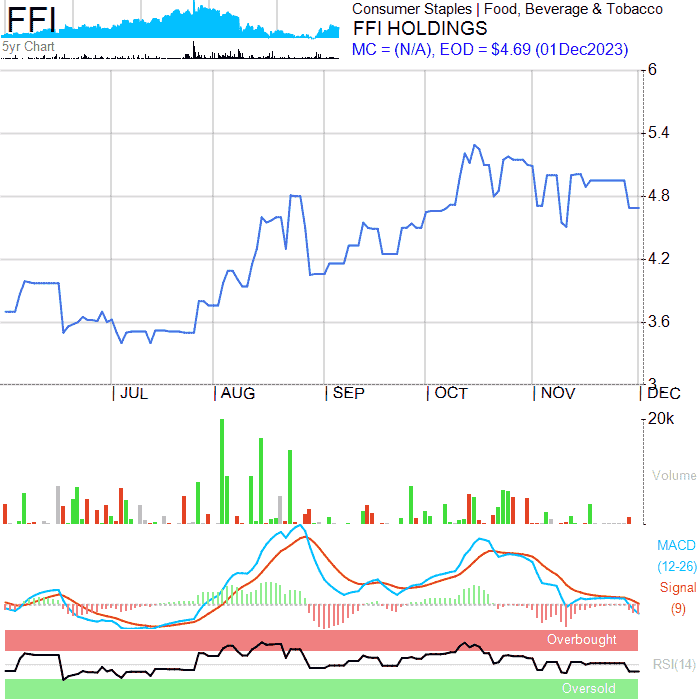 FFI
5yr Chart
Consumer Staples | Food, Beverage & Tobacco
FFI HOLDINGS
MC = (N/A), EOD = $4.69 (01Dec2023)
6
5.4
4.8
4.2
3.6
3
| JUL | AUG | SEP | OCT | NOV | DEC
20k
Volume
MACD
(12-26)
Signal
(9)
Overbought
RSI(14)
Oversold